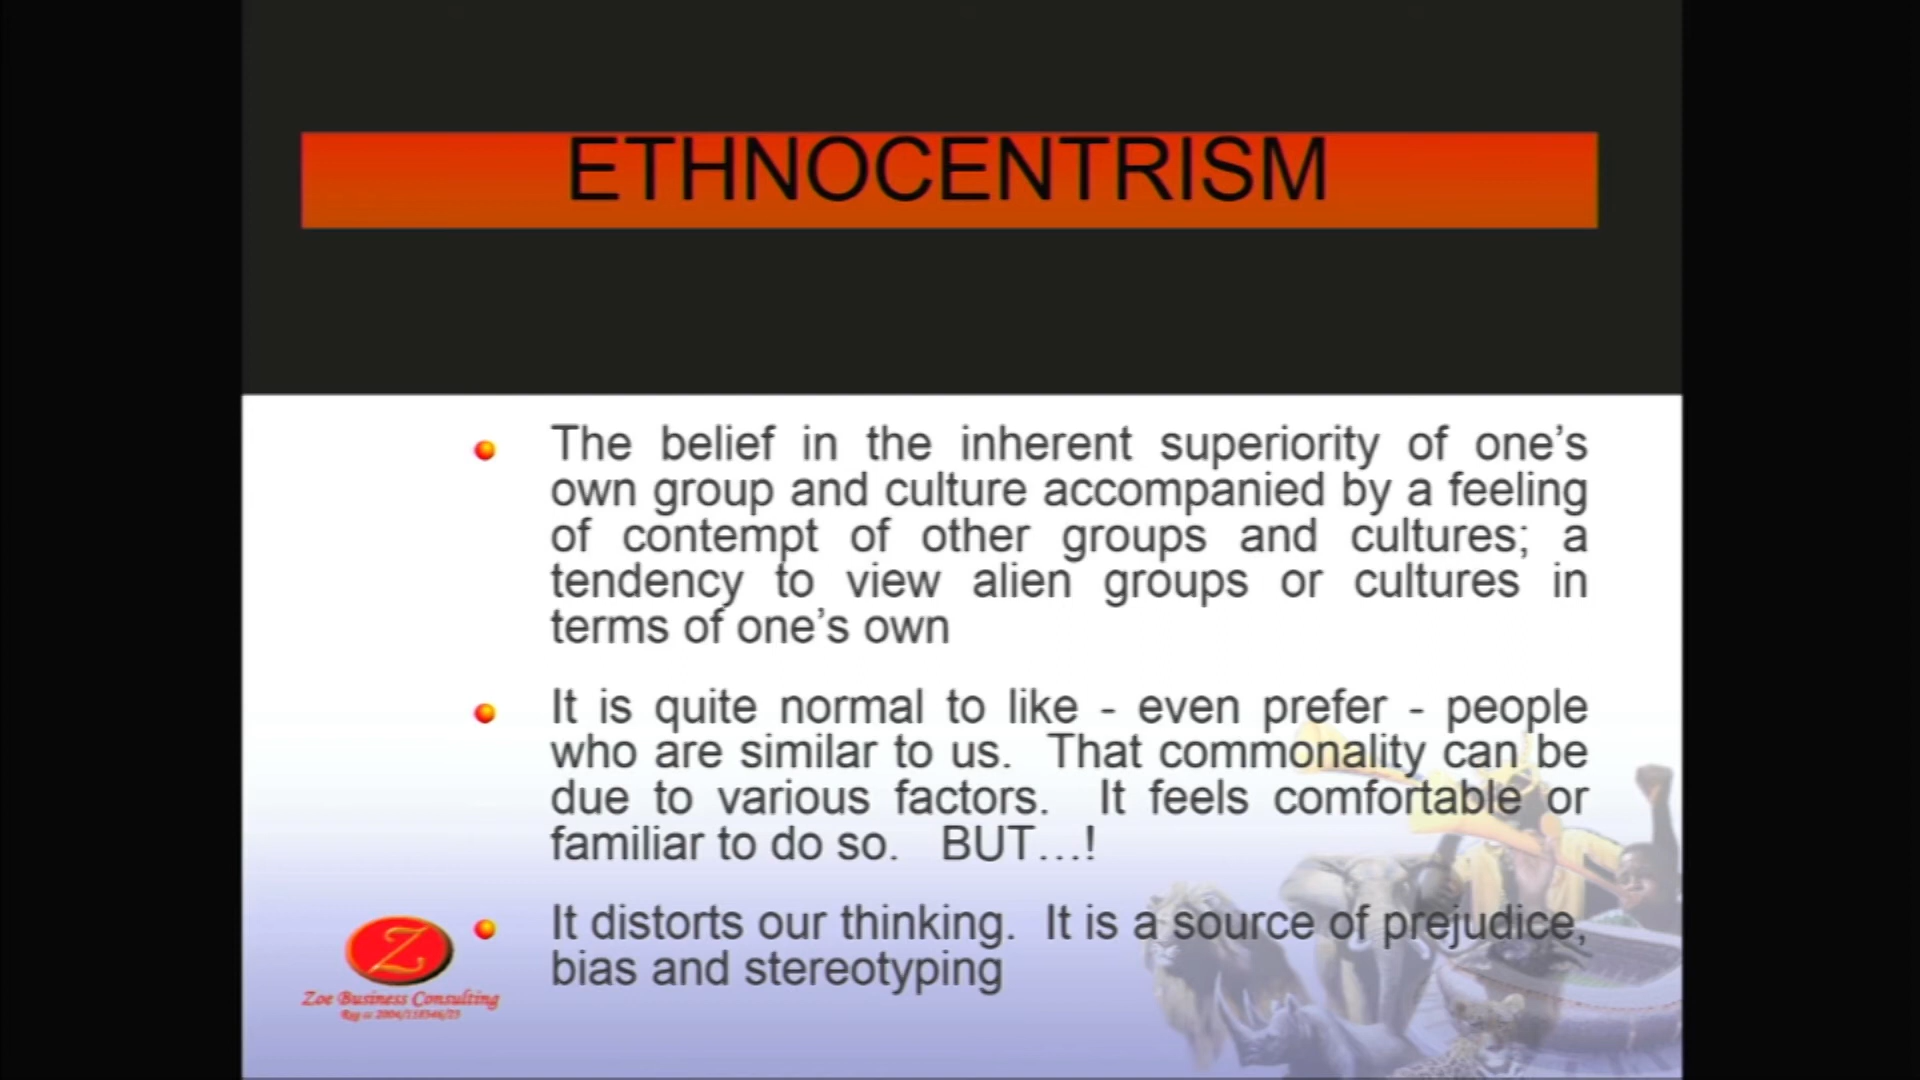 ETHNOCENTRISM
The belief in the inherent superiority of one’s
own group and culture accompanied by a feeling
of contempt of other groups and cultures; a
tendency to view alien groups or cultures in
terms of one’s own
It is quite normal to like - even prefer - people
who are similar to us. That commonality can be
due to various factors. It feels comfortable or
familiar to do so. BUT…!
It distorts our thinking. It is a source of prejudice,
bias and stereotyping
Z
Zoe Business Consulting
Reg cc